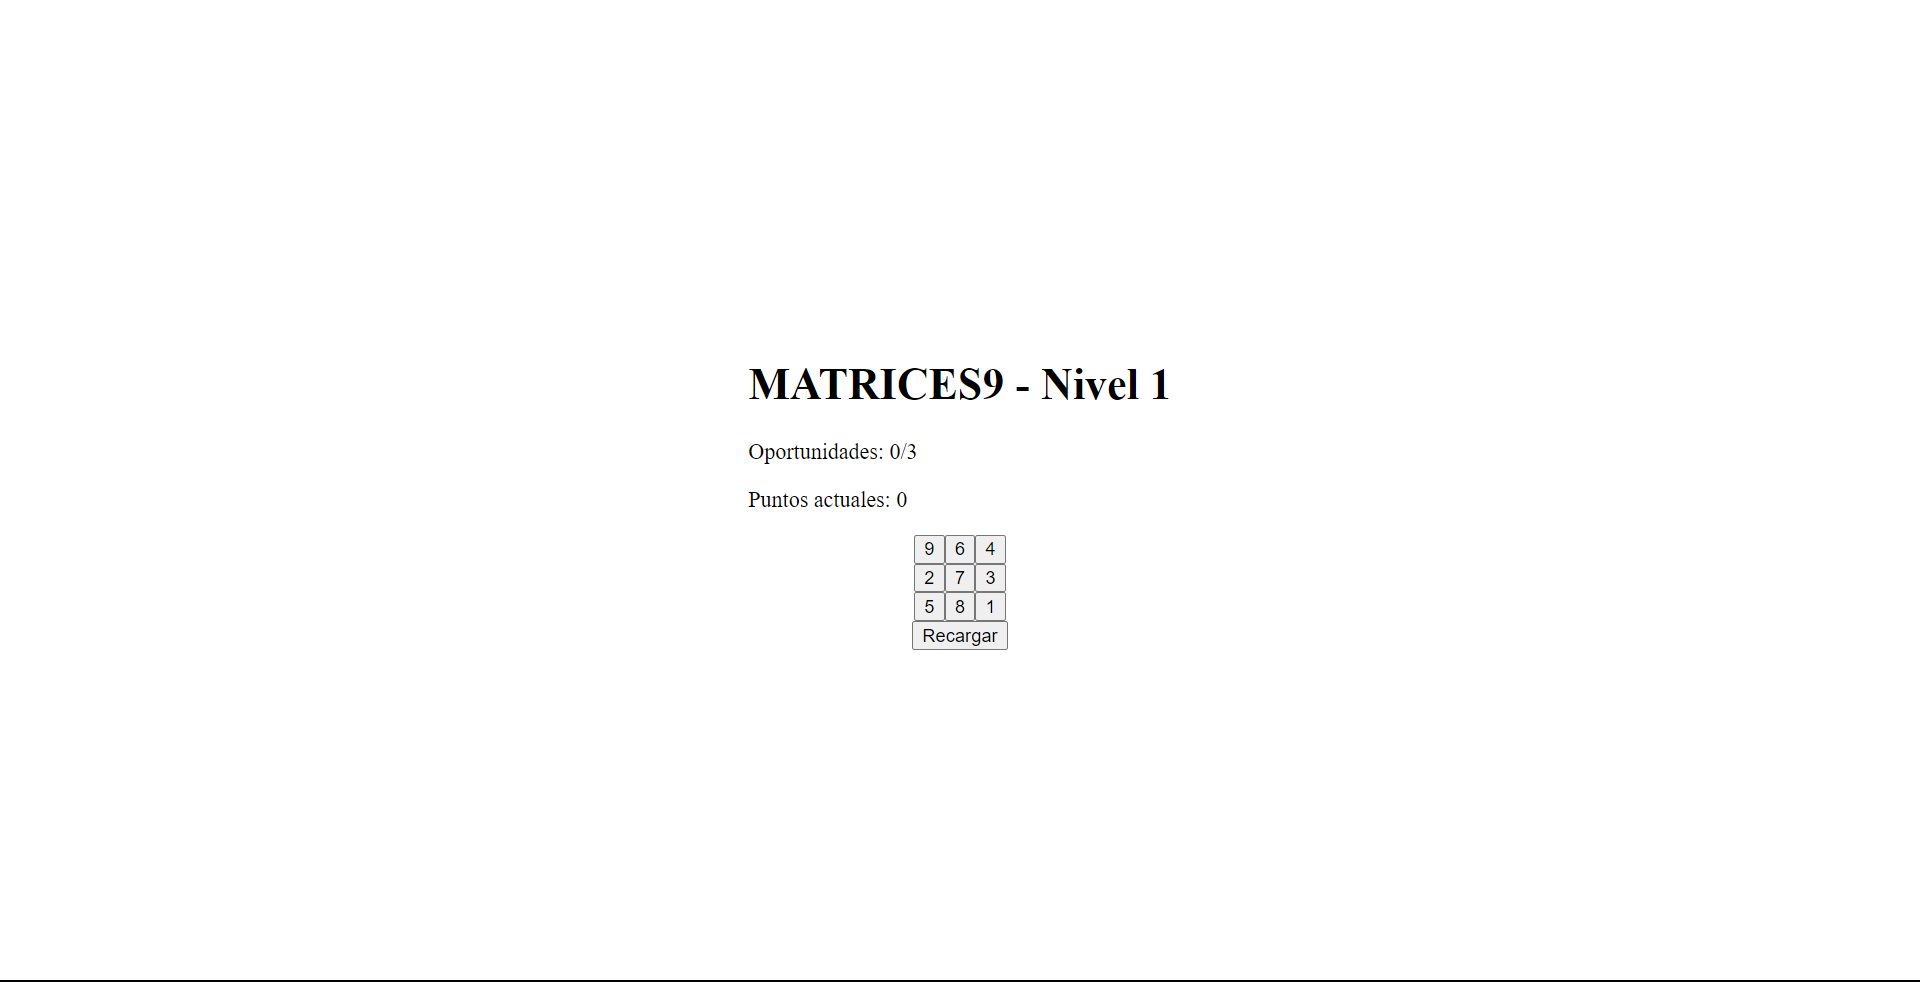 MATRICES9 - Nivel 1
Oportunidades: 0/3
Puntos actuales: 0
9 6 4
2 7 3
5 8 1
Recargar